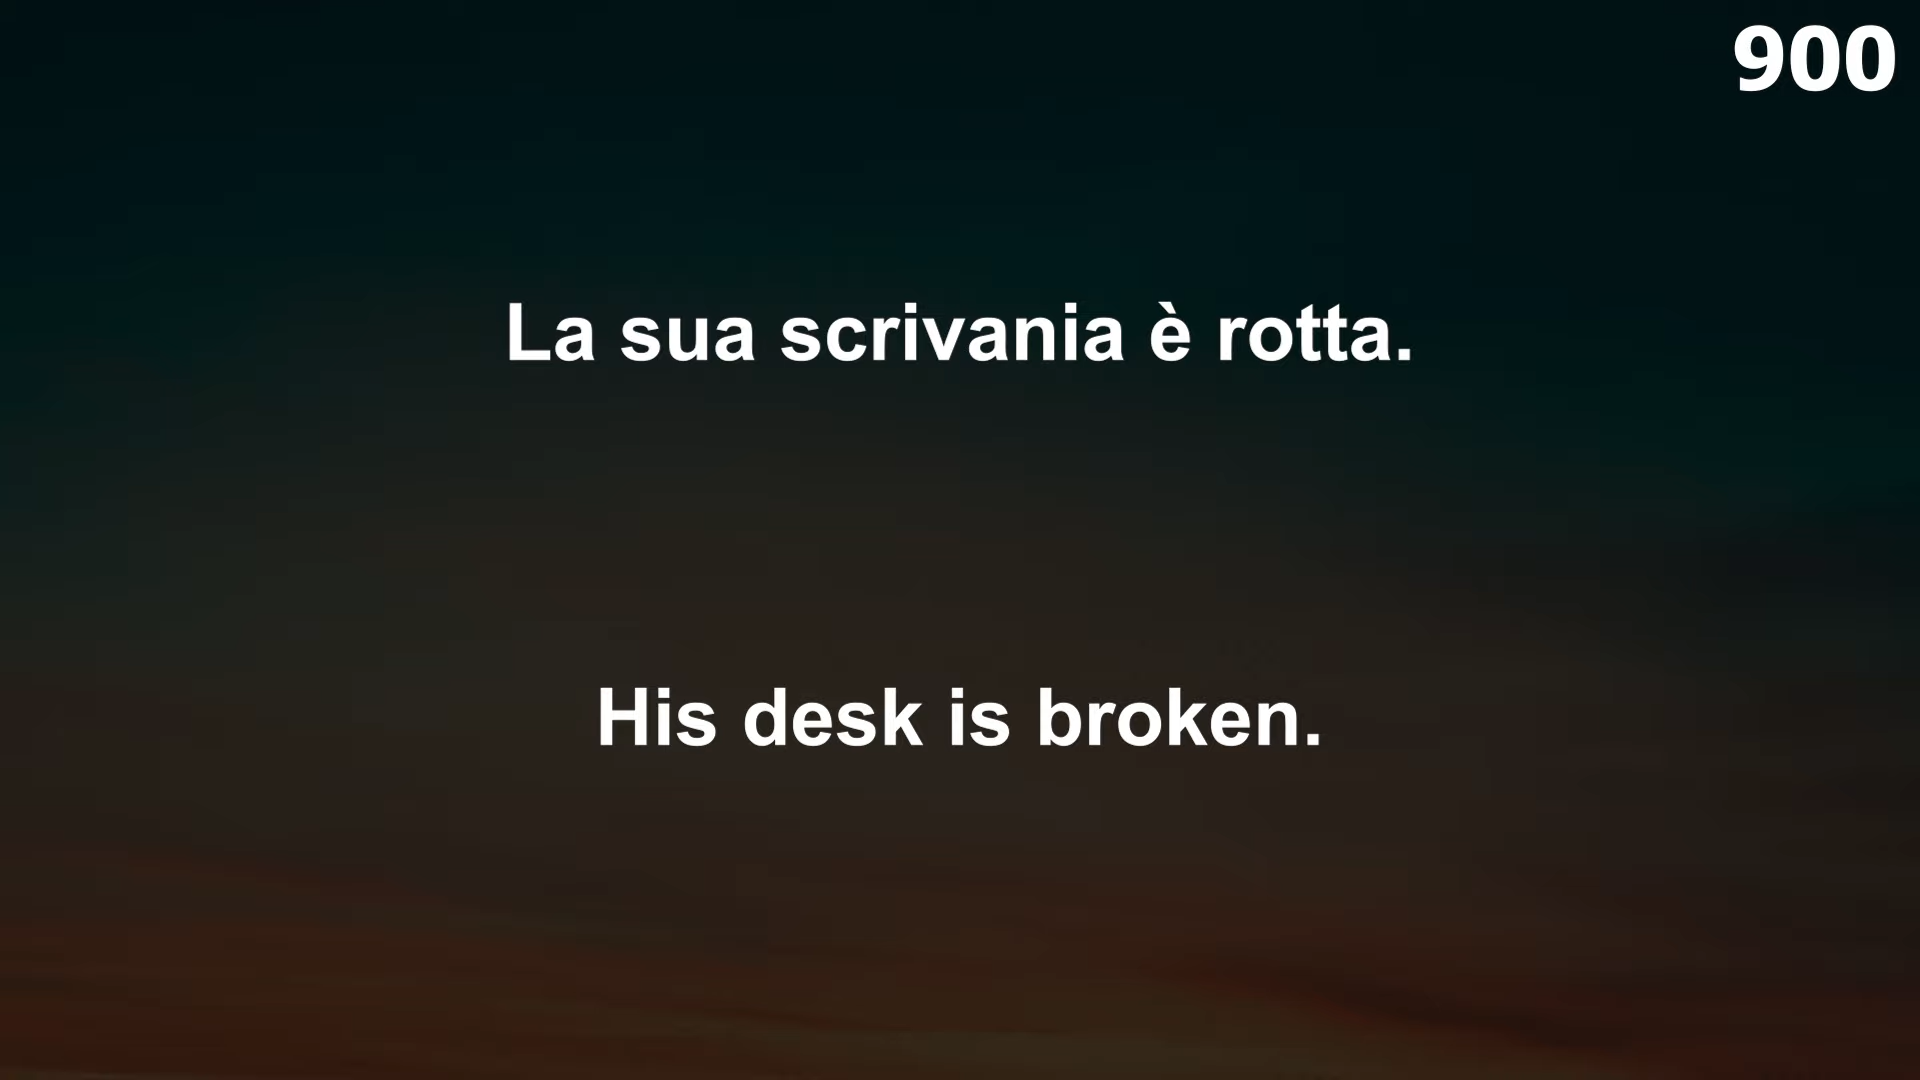 900
La sua scrivania è rotta.
His desk is broken.